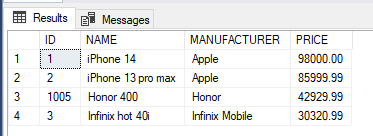 Results Messages
ID NAME MANUFACTURER PRICE
1 1 iPhone 14 Apple 98000.00
2 2 iPhone 13 pro max Apple 85999.99
3 1005 Honor 400 Honor 42929.99
4 3 Infinix hot 40i Infinix Mobile 30320.99